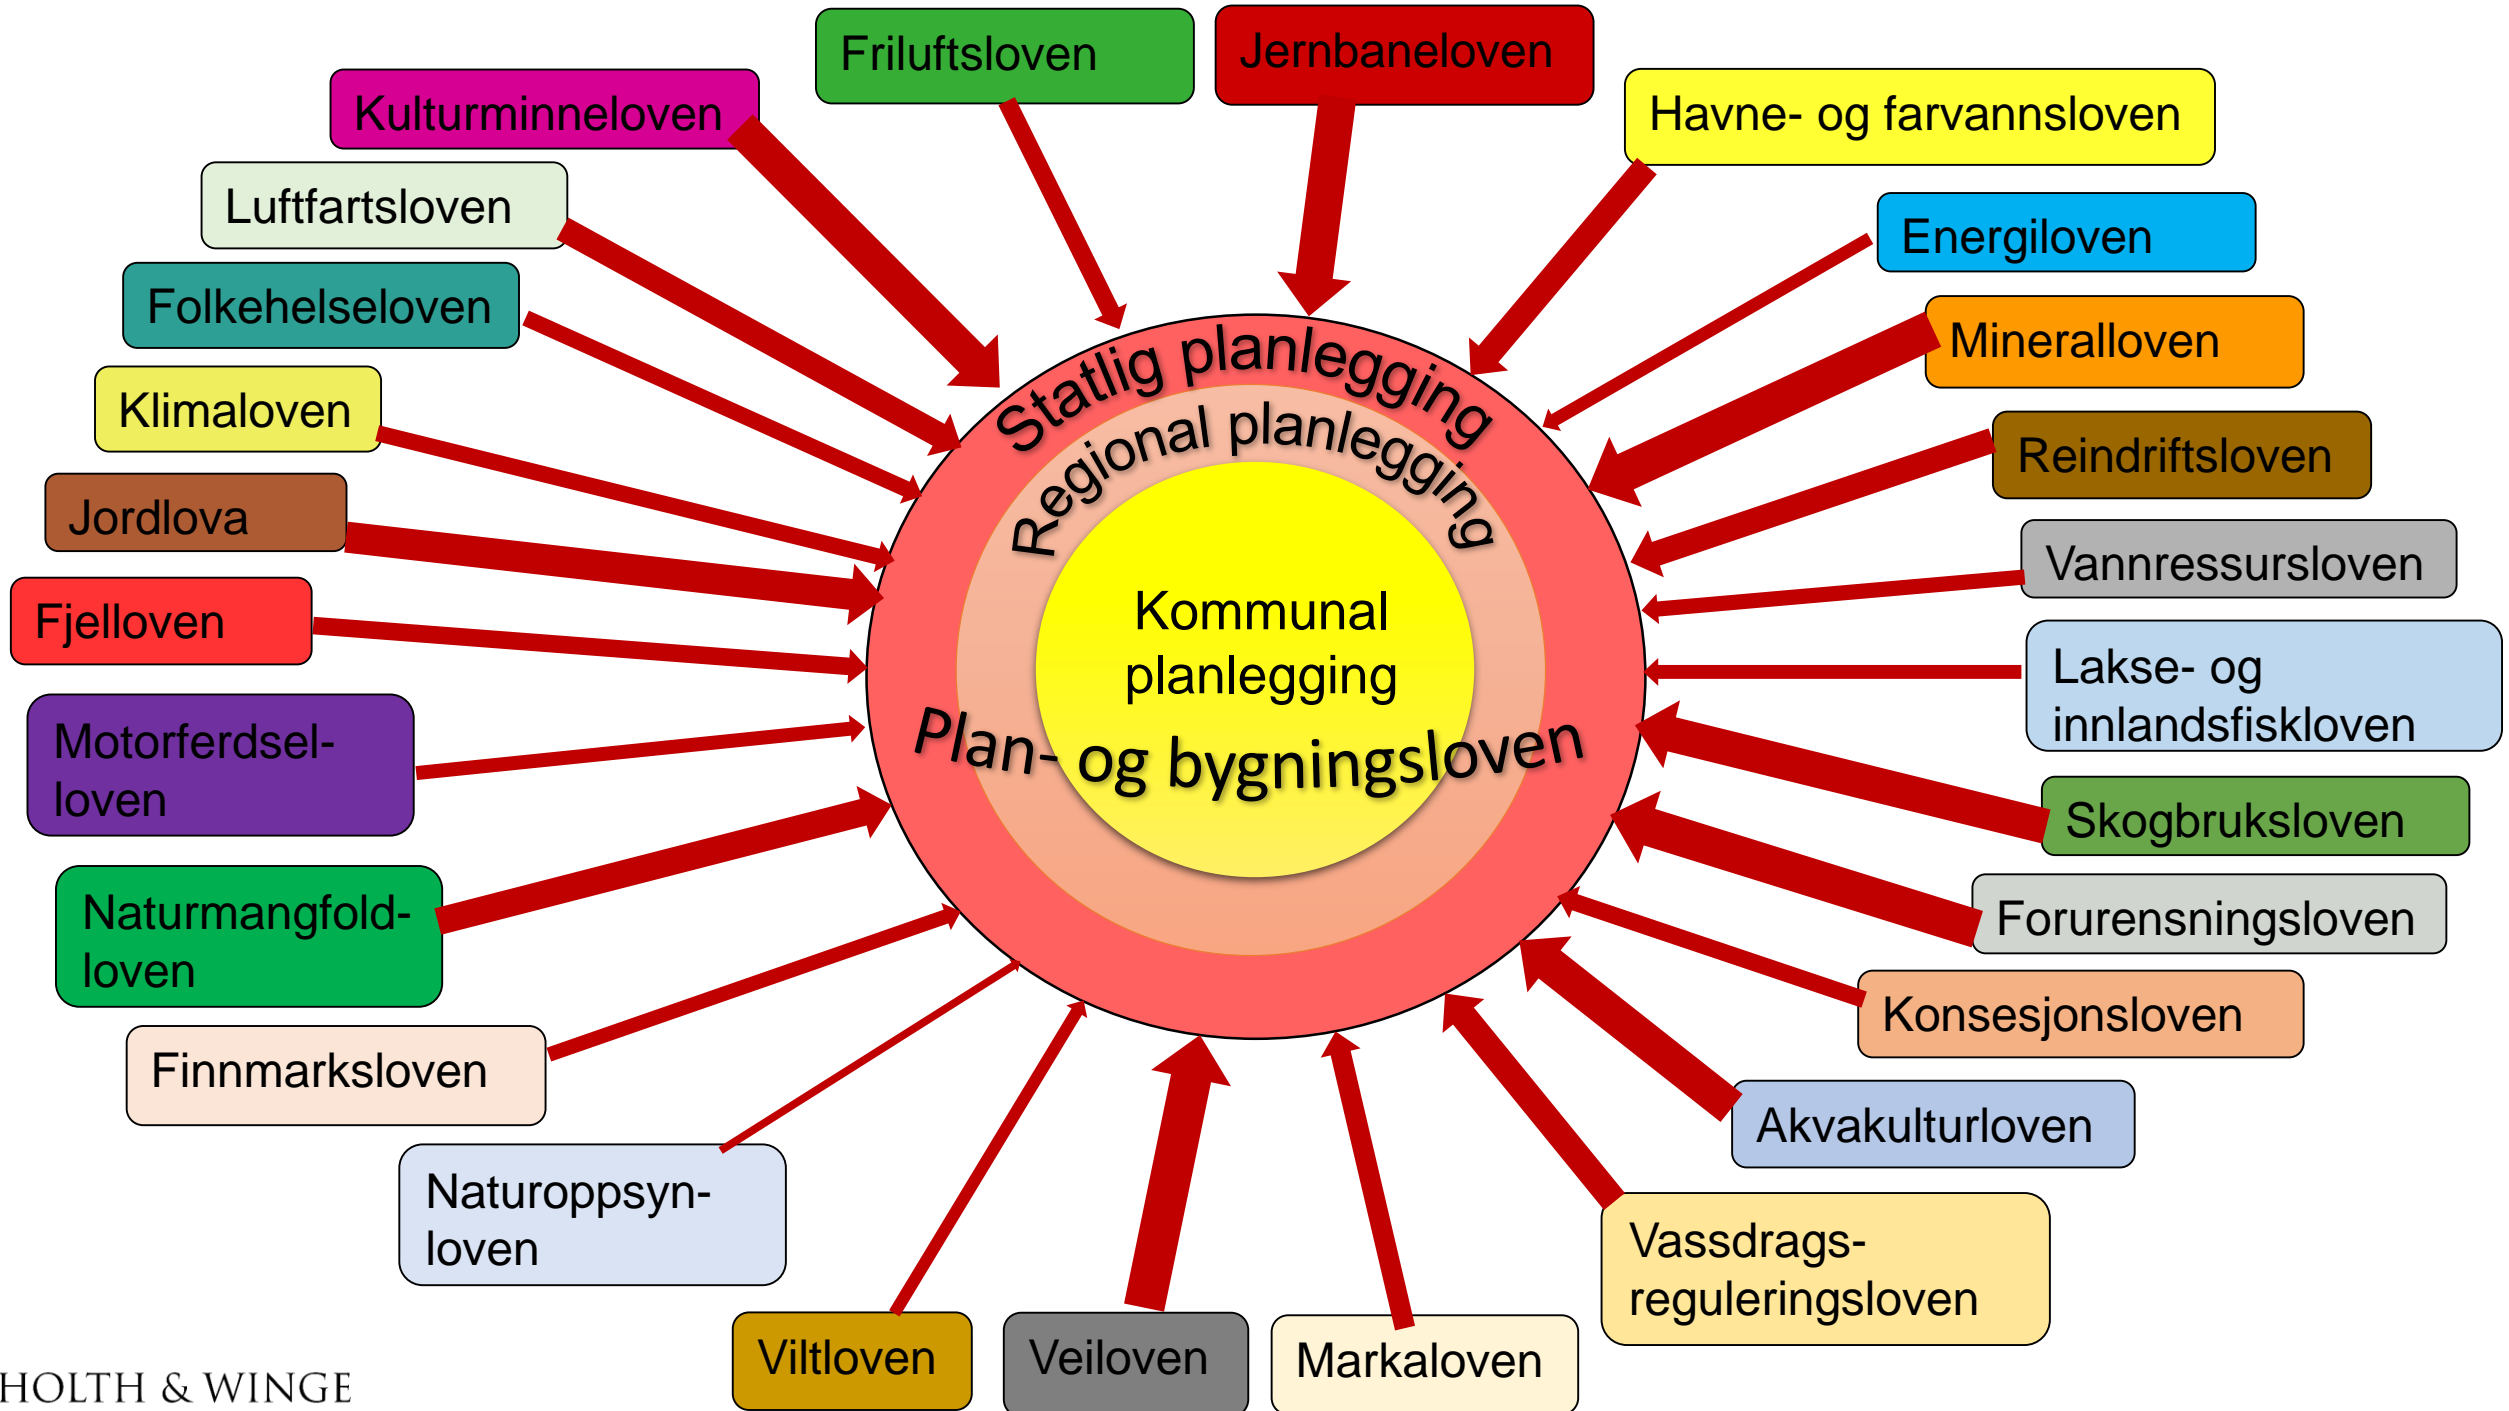 Friluftsloven
Jernbaneloven
Kulturminneloven
Havne- og farvannsloven
Luftfartsloven
Energiloven
Folkehelseloven
Mineralloven
Klimaloven
Reindriftsloven
Jordlova
Vannressursloven
Fjelloven
Lakse- og
innlandsfiskloven
Motorferdsel-
loven
Skogbruksloven
Naturmangfold-
loven
Forurensningsloven
Konsesjonsloven
Finnmarksloven
Akvakulturloven
Naturoppsyn-
loven
Vassdrags-
reguleringsloven
Viltloven
Veiloven
Markaloven
Statlig planlegging
Regional planlegging
Kommunal
planlegging
Plan- og bygningsloven
HOLTH & WINGE